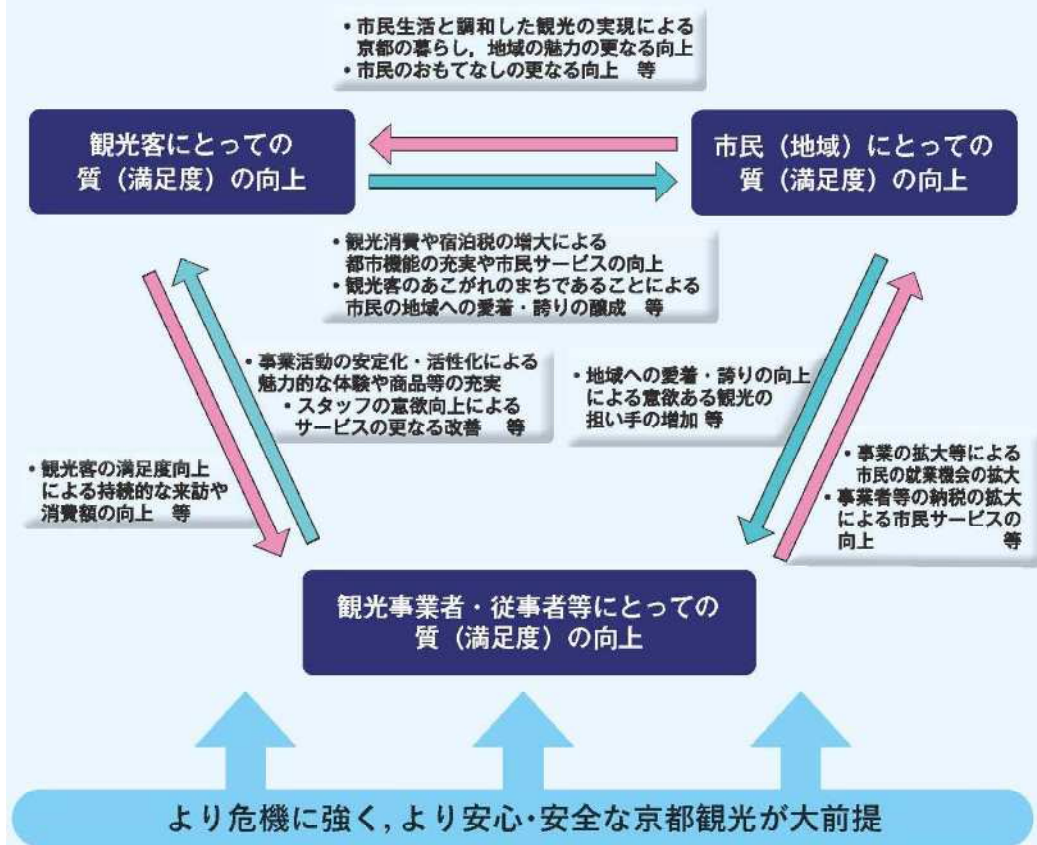 • 市民生活と調和した観光の実現による
京都の暮らし，地域の魅力の更なる向上
• 市民のおもてなしの更なる向上　等
観光客にとっての
質（満足度）の向上
市民（地域）にとっての
質（満足度）の向上
• 観光消費や宿泊税の増大による
都市機能の充実や市民サービスの向上
• 観光客のあこがれのまちであることによる
市民の地域への愛着・誇りの醸成　等
• 事業活動の安定化・活性化による
魅力的な体験や商品等の充実
• スタッフの意欲向上による
サービスの更なる改善　等
• 地域への愛着・誇りの向上
による意欲ある観光の
担い手の増加 等
• 観光客の満足度向上
による持続的な来訪や
消費額の向上　等
• 事業の拡大等による
市民の就業機会の拡大
• 事業者等の納税の拡大
による市民サービスの
向上　等
観光事業者・従事者等にとっての
質（満足度）の向上
より危機に強く，より安心・安全な京都観光が大前提